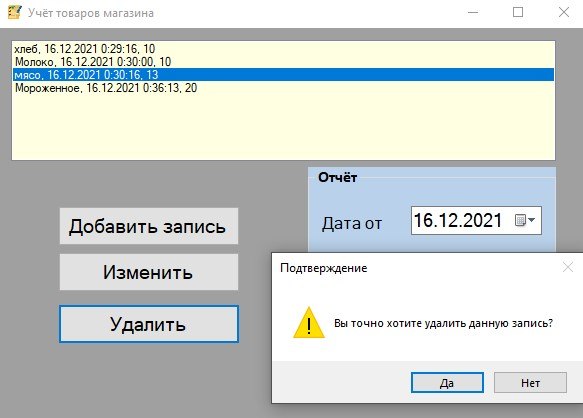 Учёт товаров магазина
хлеб, 16.12.2021 0:29:16, 10
Молоко, 16.12.2021 0:30:00, 10
мясо, 16.12.2021 0:30:16, 13
Мороженное, 16.12.2021 0:36:13, 20
Отчёт
Добавить запись
Дата от
16.12.2021
Изменить
Удалить
Подтверждение
Вы точно хотите удалить данную запись?
Да
Нет